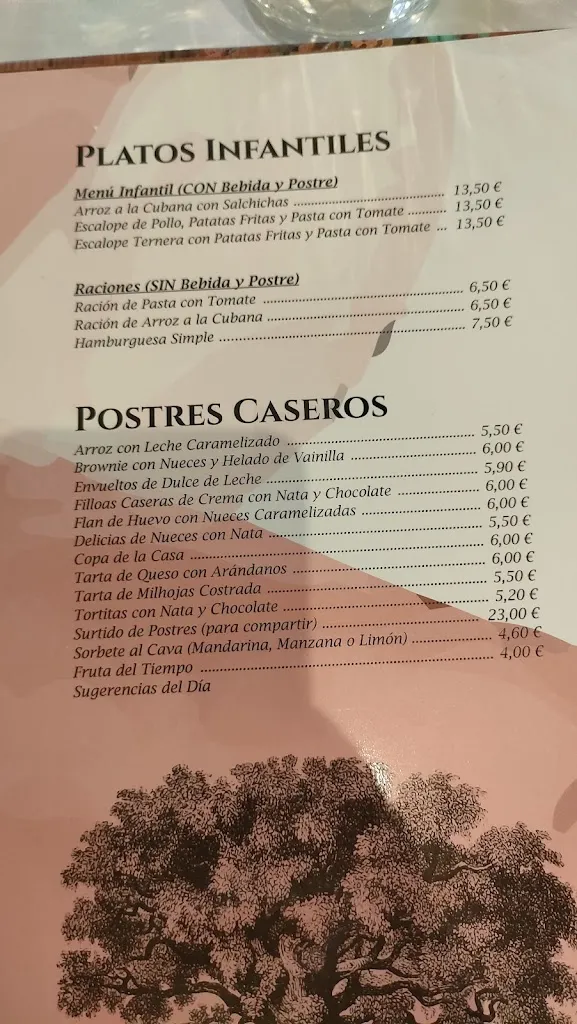 PLATOS INFANTILES
Menú Infantil (CON Bebida y Postre)
Arroz a la Cubana con Salchichas 13,50 €
Escalope de Pollo, Patatas Fritas y Pasta con Tomate 13,50 €
Escalope Ternera con Patatas Fritas y Pasta con Tomate 13,50 €
Raciones (SIN Bebida y Postre)
Ración de Pasta con Tomate 6,50 €
Ración de Arroz a la Cubana 6,50 €
Hamburguesa Simple 7,50 €
POSTRES CASEROS
Arroz con Leche Caramelizado 5,50 €
Brownie con Nueces y Helado de Vainilla 6,00 €
Envueltos de Dulce de Leche 5,90 €
Filloas Caseras de Crema con Nata y Chocolate 6,00 €
Flan de Huevo con Nueces Caramelizadas 6,00 €
Delicias de Nueces con Nata 5,50 €
Copa de la Casa 6,00 €
Tarta de Queso con Arándanos 6,00 €
Tarta de Milhojas Costrada 5,50 €
Tortitas con Nata y Chocolate 5,20 €
Surtido de Postres (para compartir) 23,00 €
Sorbete al Cava (Mandarina, Manzana o Limón) 4,60 €
Fruta del Tiempo 4,00 €
Sugerencias del Día